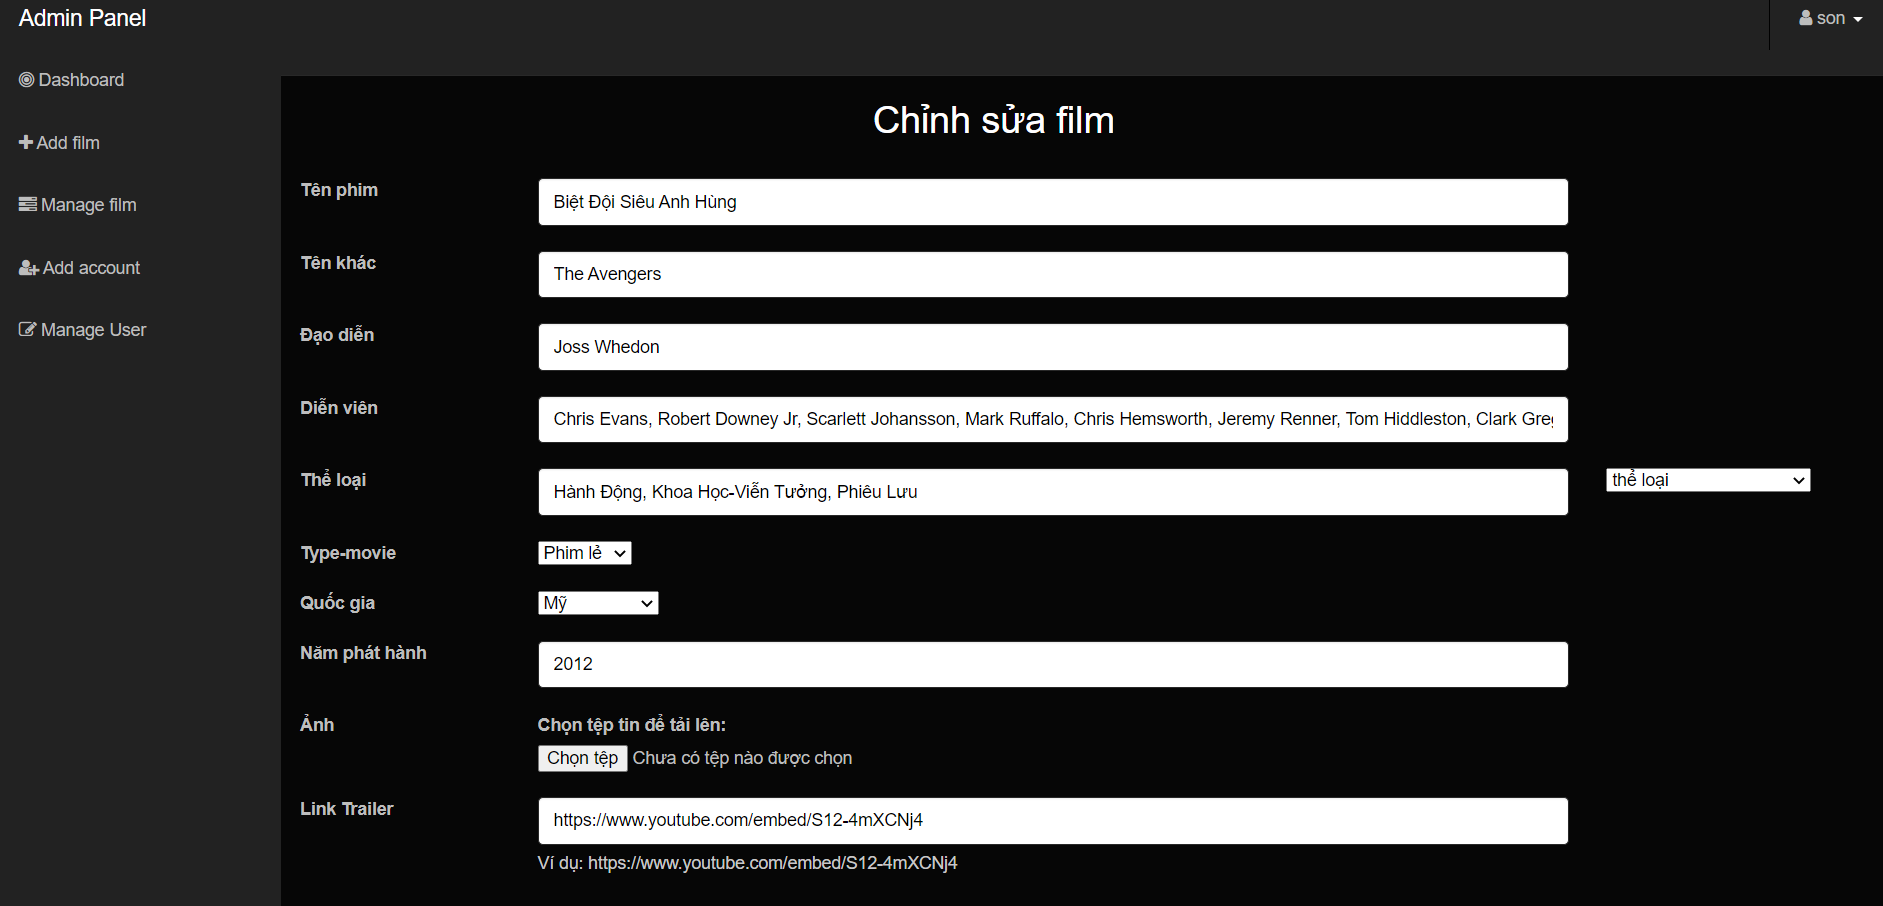 Admin Panel
son
Dashboard
Add film
Manage film
Add account
Manage User
Chỉnh sửa film
Tên phim
Biệt Đội Siêu Anh Hùng
Tên khác
The Avengers
Đạo diễn
Joss Whedon
Diễn viên
Chris Evans, Robert Downey Jr, Scarlett Johansson, Mark Ruffalo, Chris Hemsworth, Jeremy Renner, Tom Hiddleston, Clark
Thể loại
Hành Động, Khoa Học-Viễn Tưởng, Phiêu Lưu
thể loại
Type-movie
Phim lẻ
Quốc gia
Mỹ
Năm phát hành
2012
Ảnh
Chọn tệp tin để tải lên:
Chọn tệp Chưa có tệp nào được chọn
Link Trailer
https://www.youtube.com/embed/S12-4mXCNj4
Ví dụ: https://www.youtube.com/embed/S12-4mXCNj4